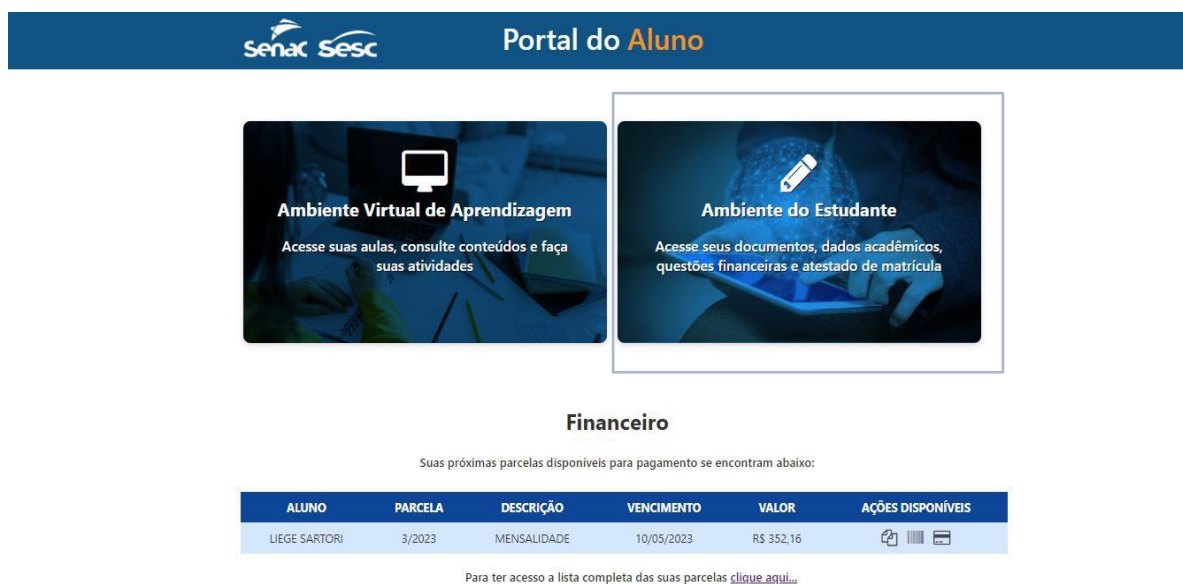 Senac Sesc
Portal do Aluno
Ambiente Virtual de Aprendizagem
Acesse suas aulas, consulte conteúdos e faça
suas atividades
Ambiente do Estudante
Acesse seus documentos, dados acadêmicos,
questões financeiras e atestado de matrícula
Financeiro
Suas próximas parcelas disponíveis para pagamento se encontram abaixo:
ALUNO PARCELA DESCRIÇÃO VENCIMENTO VALOR AÇÕES DISPONÍVEIS
LIEGE SARTORI 3/2023 MENSALIDADE 10/05/2023 R$ 352,16
Para ter acesso a lista completa das suas parcelas clique aqui...